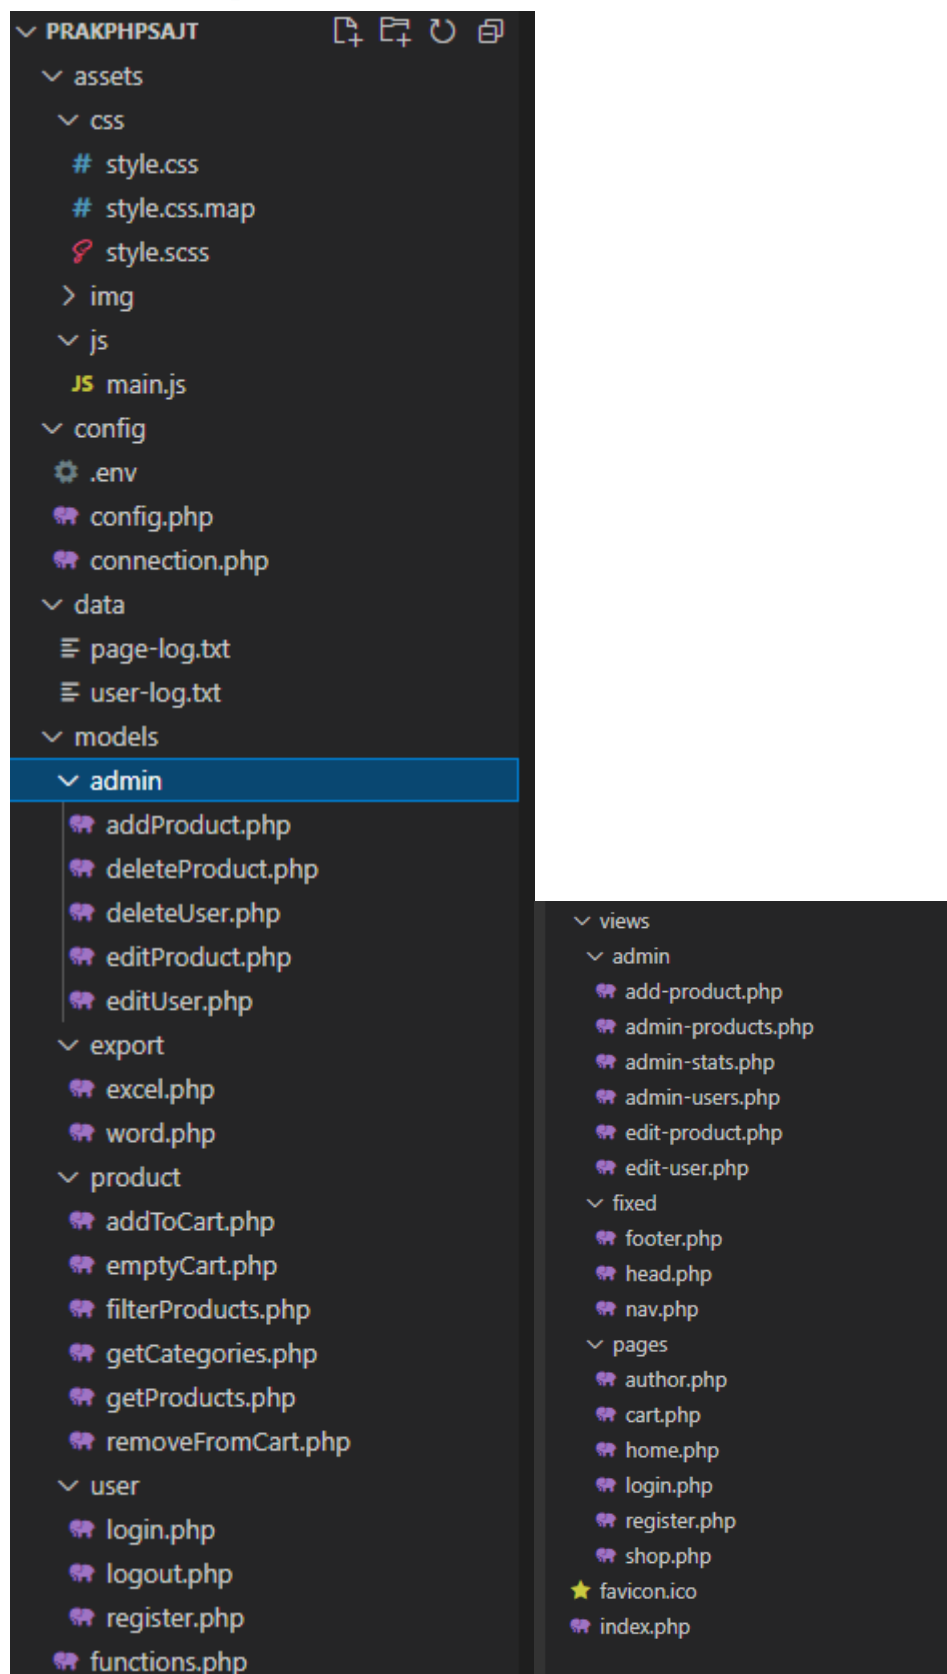 PRAKPHPSAJT
assets
css
# style.css
# style.css.map
style.scss
img
js
JS main.js
config
.env
config.php
connection.php
data
page-log.txt
user-log.txt
models
admin
addProduct.php
deleteProduct.php
deleteUser.php
editProduct.php
editUser.php
export
excel.php
word.php
product
addToCart.php
emptyCart.php
filterProducts.php
getCategories.php
getProducts.php
removeFromCart.php
user
login.php
logout.php
register.php
functions.php
views
admin
add-product.php
admin-products.php
admin-stats.php
admin-users.php
edit-product.php
edit-user.php
fixed
footer.php
head.php
nav.php
pages
author.php
cart.php
home.php
login.php
register.php
shop.php
favicon.ico
index.php